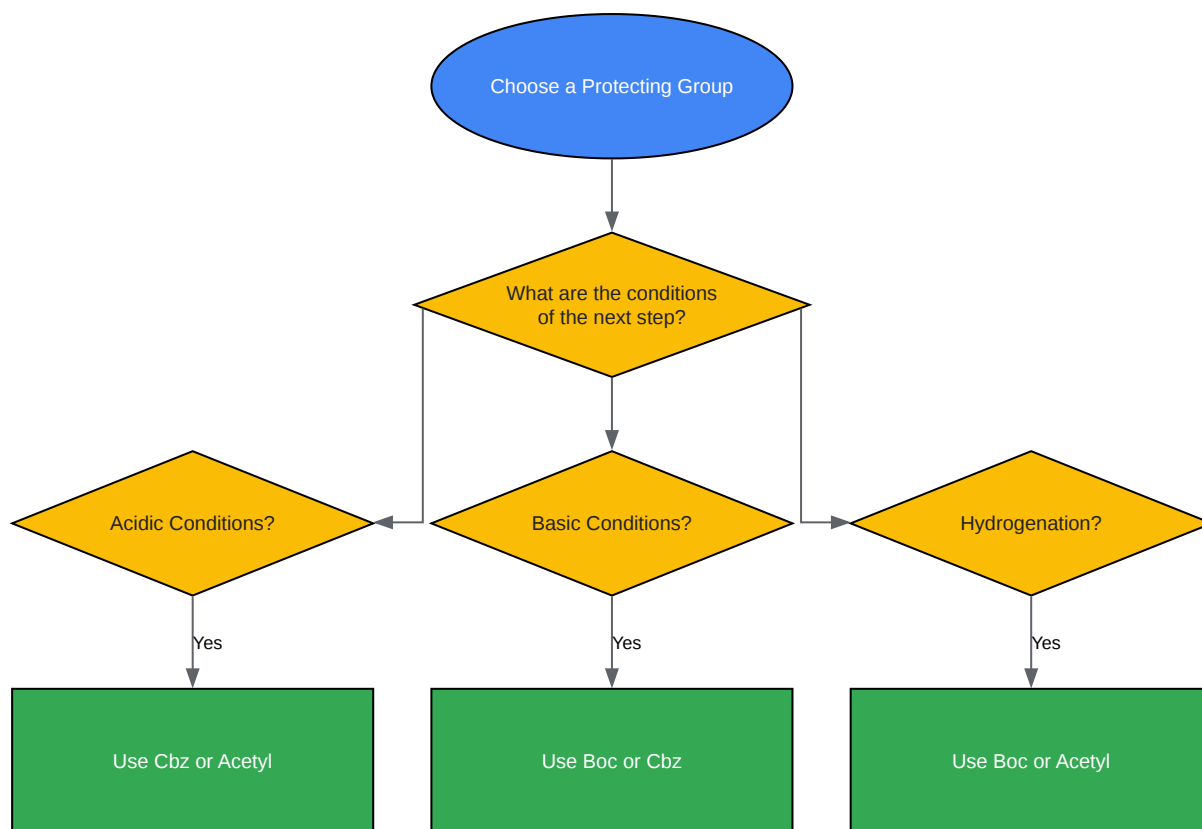 Choose a Protecting Group
What are the conditions
of the next step?
Acidic Conditions?
Basic Conditions?
Hydrogenation?
Yes
Yes
Yes
Use Cbz or Acetyl
Use Boc or Cbz
Use Boc or Acetyl